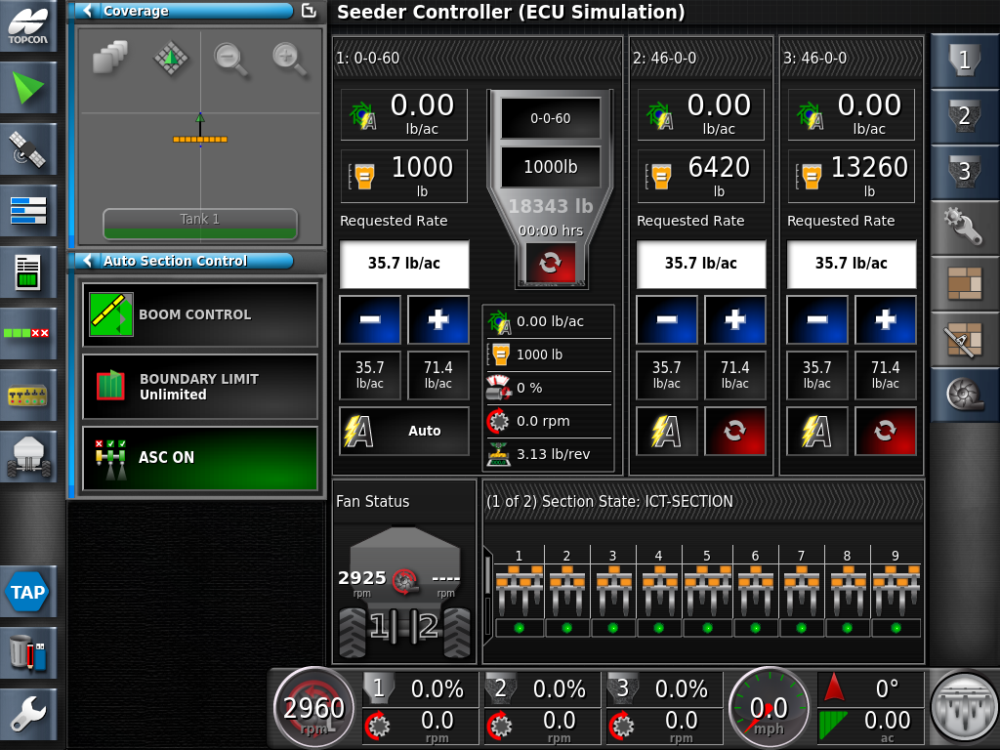 TOPCON
Coverage
Tank 1
Auto Section Control
BOOM CONTROL
BOUNDARY LIMIT
Unlimited
ASC ON
TAP
Seeder Controller (ECU Simulation)
1: 0-0-60
0.00
lb/ac
1000
lb
Requested Rate
35.7 lb/ac
35.7
lb/ac
71.4
lb/ac
A
Auto
0-0-60
1000lb
18343 lb
00:00 hrs
0.00 lb/ac
1000 lb
0 %
0.0 rpm
3.13 lb/rev
2: 46-0-0
0.00
lb/ac
6420
lb
Requested Rate
35.7 lb/ac
35.7
lb/ac
71.4
lb/ac
A
3: 46-0-0
0.00
lb/ac
13260
lb
Requested Rate
35.7 lb/ac
35.7
lb/ac
71.4
lb/ac
A
1
2
3
Fan Status
2925
rpm
----
rpm
1 2
(1 of 2) Section State: ICT-SECTION
1 2 3 4 5 6 7 8 9
2960
rpm
1 0.0%
0.0
rpm
2 0.0%
0.0
rpm
3 0.0%
0.0
rpm
0.0
mph
0°
0.00
ac